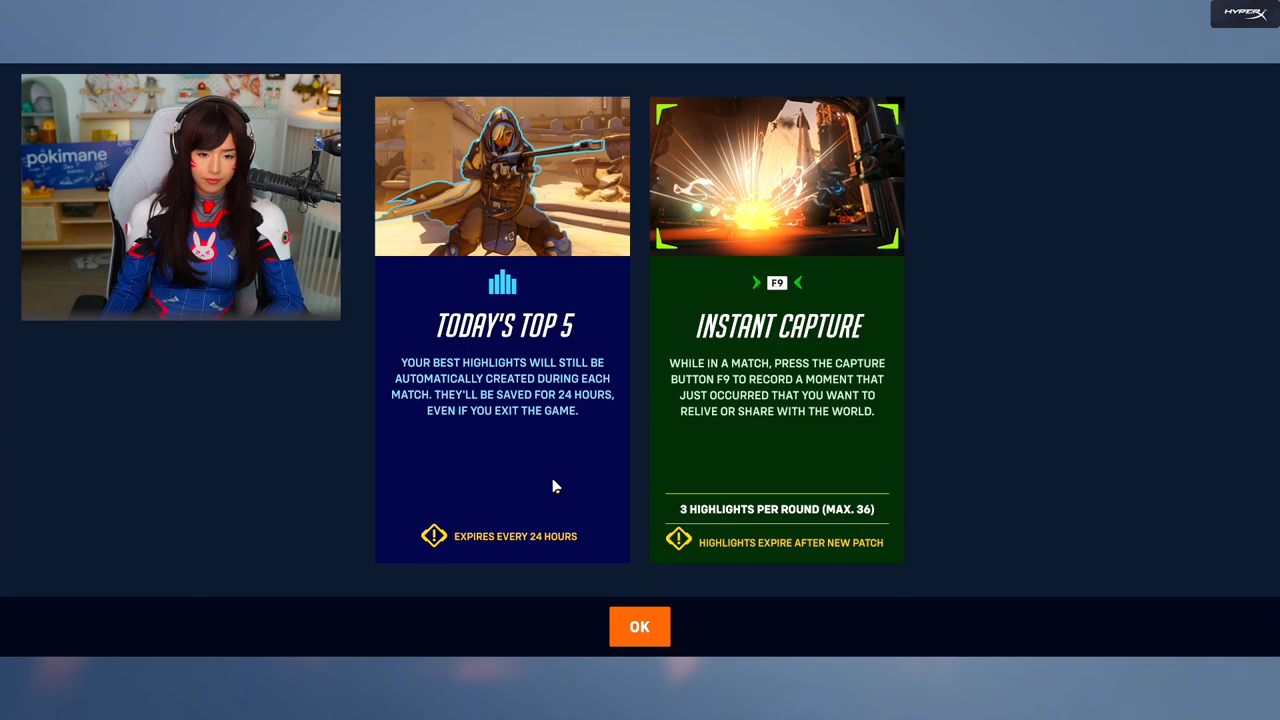 HYPERX
pokimane
F9
TODAY'S TOP 5
YOUR BEST HIGHLIGHTS WILL STILL BE
AUTOMATICALLY CREATED DURING EACH
MATCH. THEY'LL BE SAVED FOR 24 HOURS,
EVEN IF YOU EXIT THE GAME.
EXPIRES EVERY 24 HOURS
INSTANT CAPTURE
WHILE IN A MATCH, PRESS THE CAPTURE
BUTTON F9 TO RECORD A MOMENT THAT
JUST OCCURRED THAT YOU WANT TO
RELIVE OR SHARE WITH THE WORLD.
3 HIGHLIGHTS PER ROUND (MAX. 36)
HIGHLIGHTS EXPIRE AFTER NEW PATCH
OK